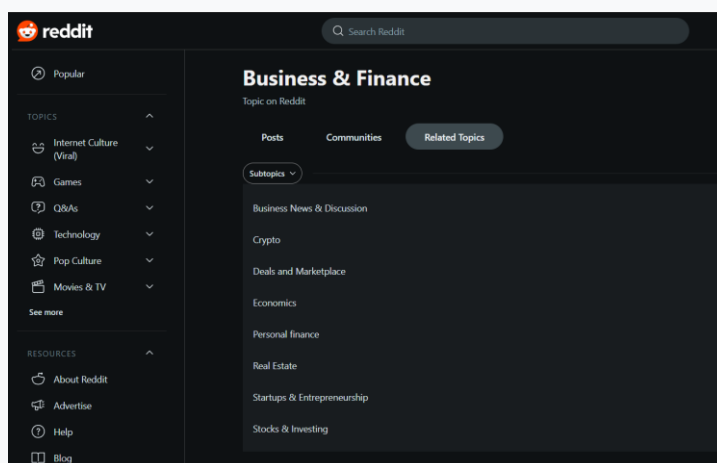 reddit
Search Reddit
Popular
TOPICS
Internet Culture
(Viral)
Games
Q&As
Technology
Pop Culture
Movies & TV
See more
RESOURCES
About Reddit
Advertise
Help
Blog
Business & Finance
Topic on Reddit
Posts Communities Related Topics
Subtopics
Business News & Discussion
Crypto
Deals and Marketplace
Economics
Personal finance
Real Estate
Startups & Entrepreneurship
Stocks & Investing